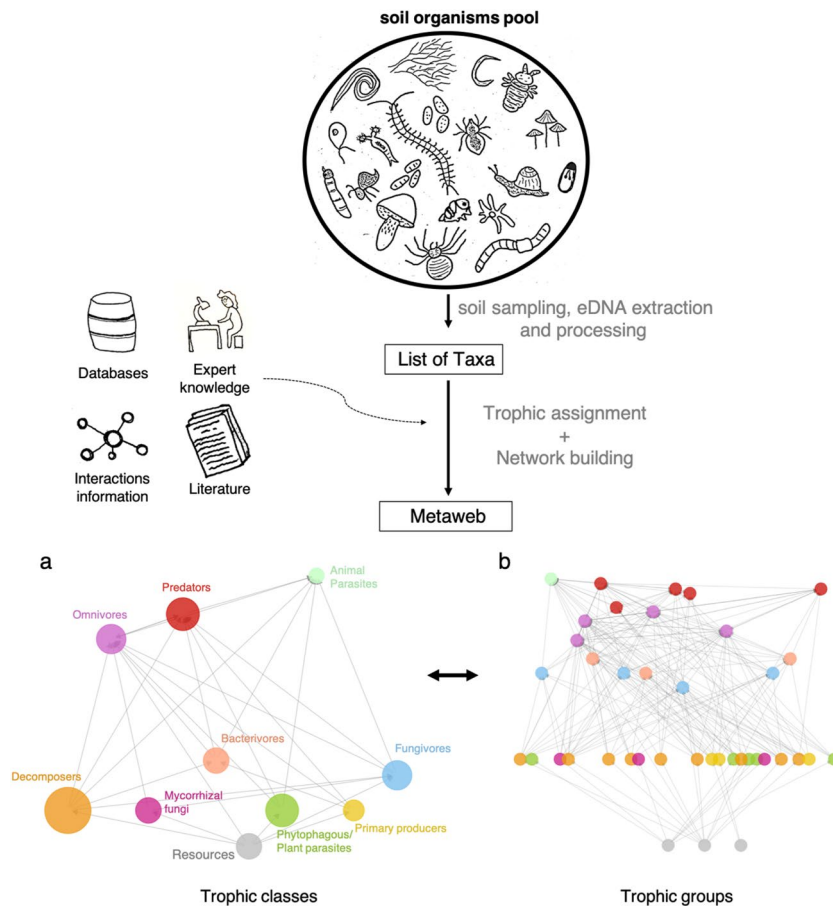 soil organisms pool
soil sampling, eDNA extraction
and processing
List of Taxa
Databases
Expert
knowledge
Interactions
information
Literature
Trophic assignment
+
Network building
Metaweb
a
Animal
Parasites
Predators
Omnivores
Bacterivores
Fungivores
Decomposers
Mycorrhizal
fungi
Phytophagous/
Plant parasites
Primary producers
Resources
Trophic classes
b
Trophic groups